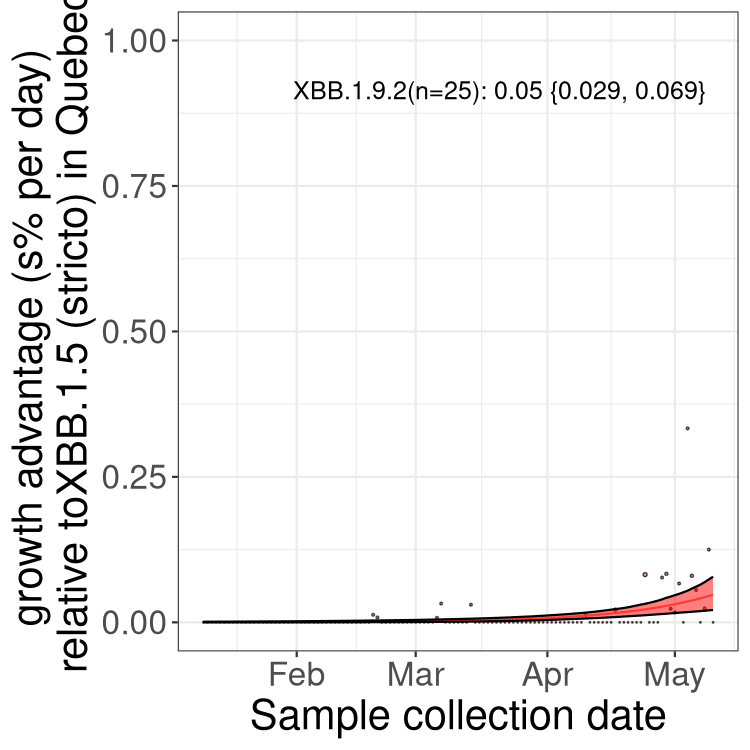 growth advantage (s% per day)
relative toXBB.1.5 (stricto) in Quebec
1.00
0.75
0.50
0.25
0.00
XBB.1.9.2(n=25): 0.05 {0.029, 0.069}
Feb Mar Apr May
Sample collection date